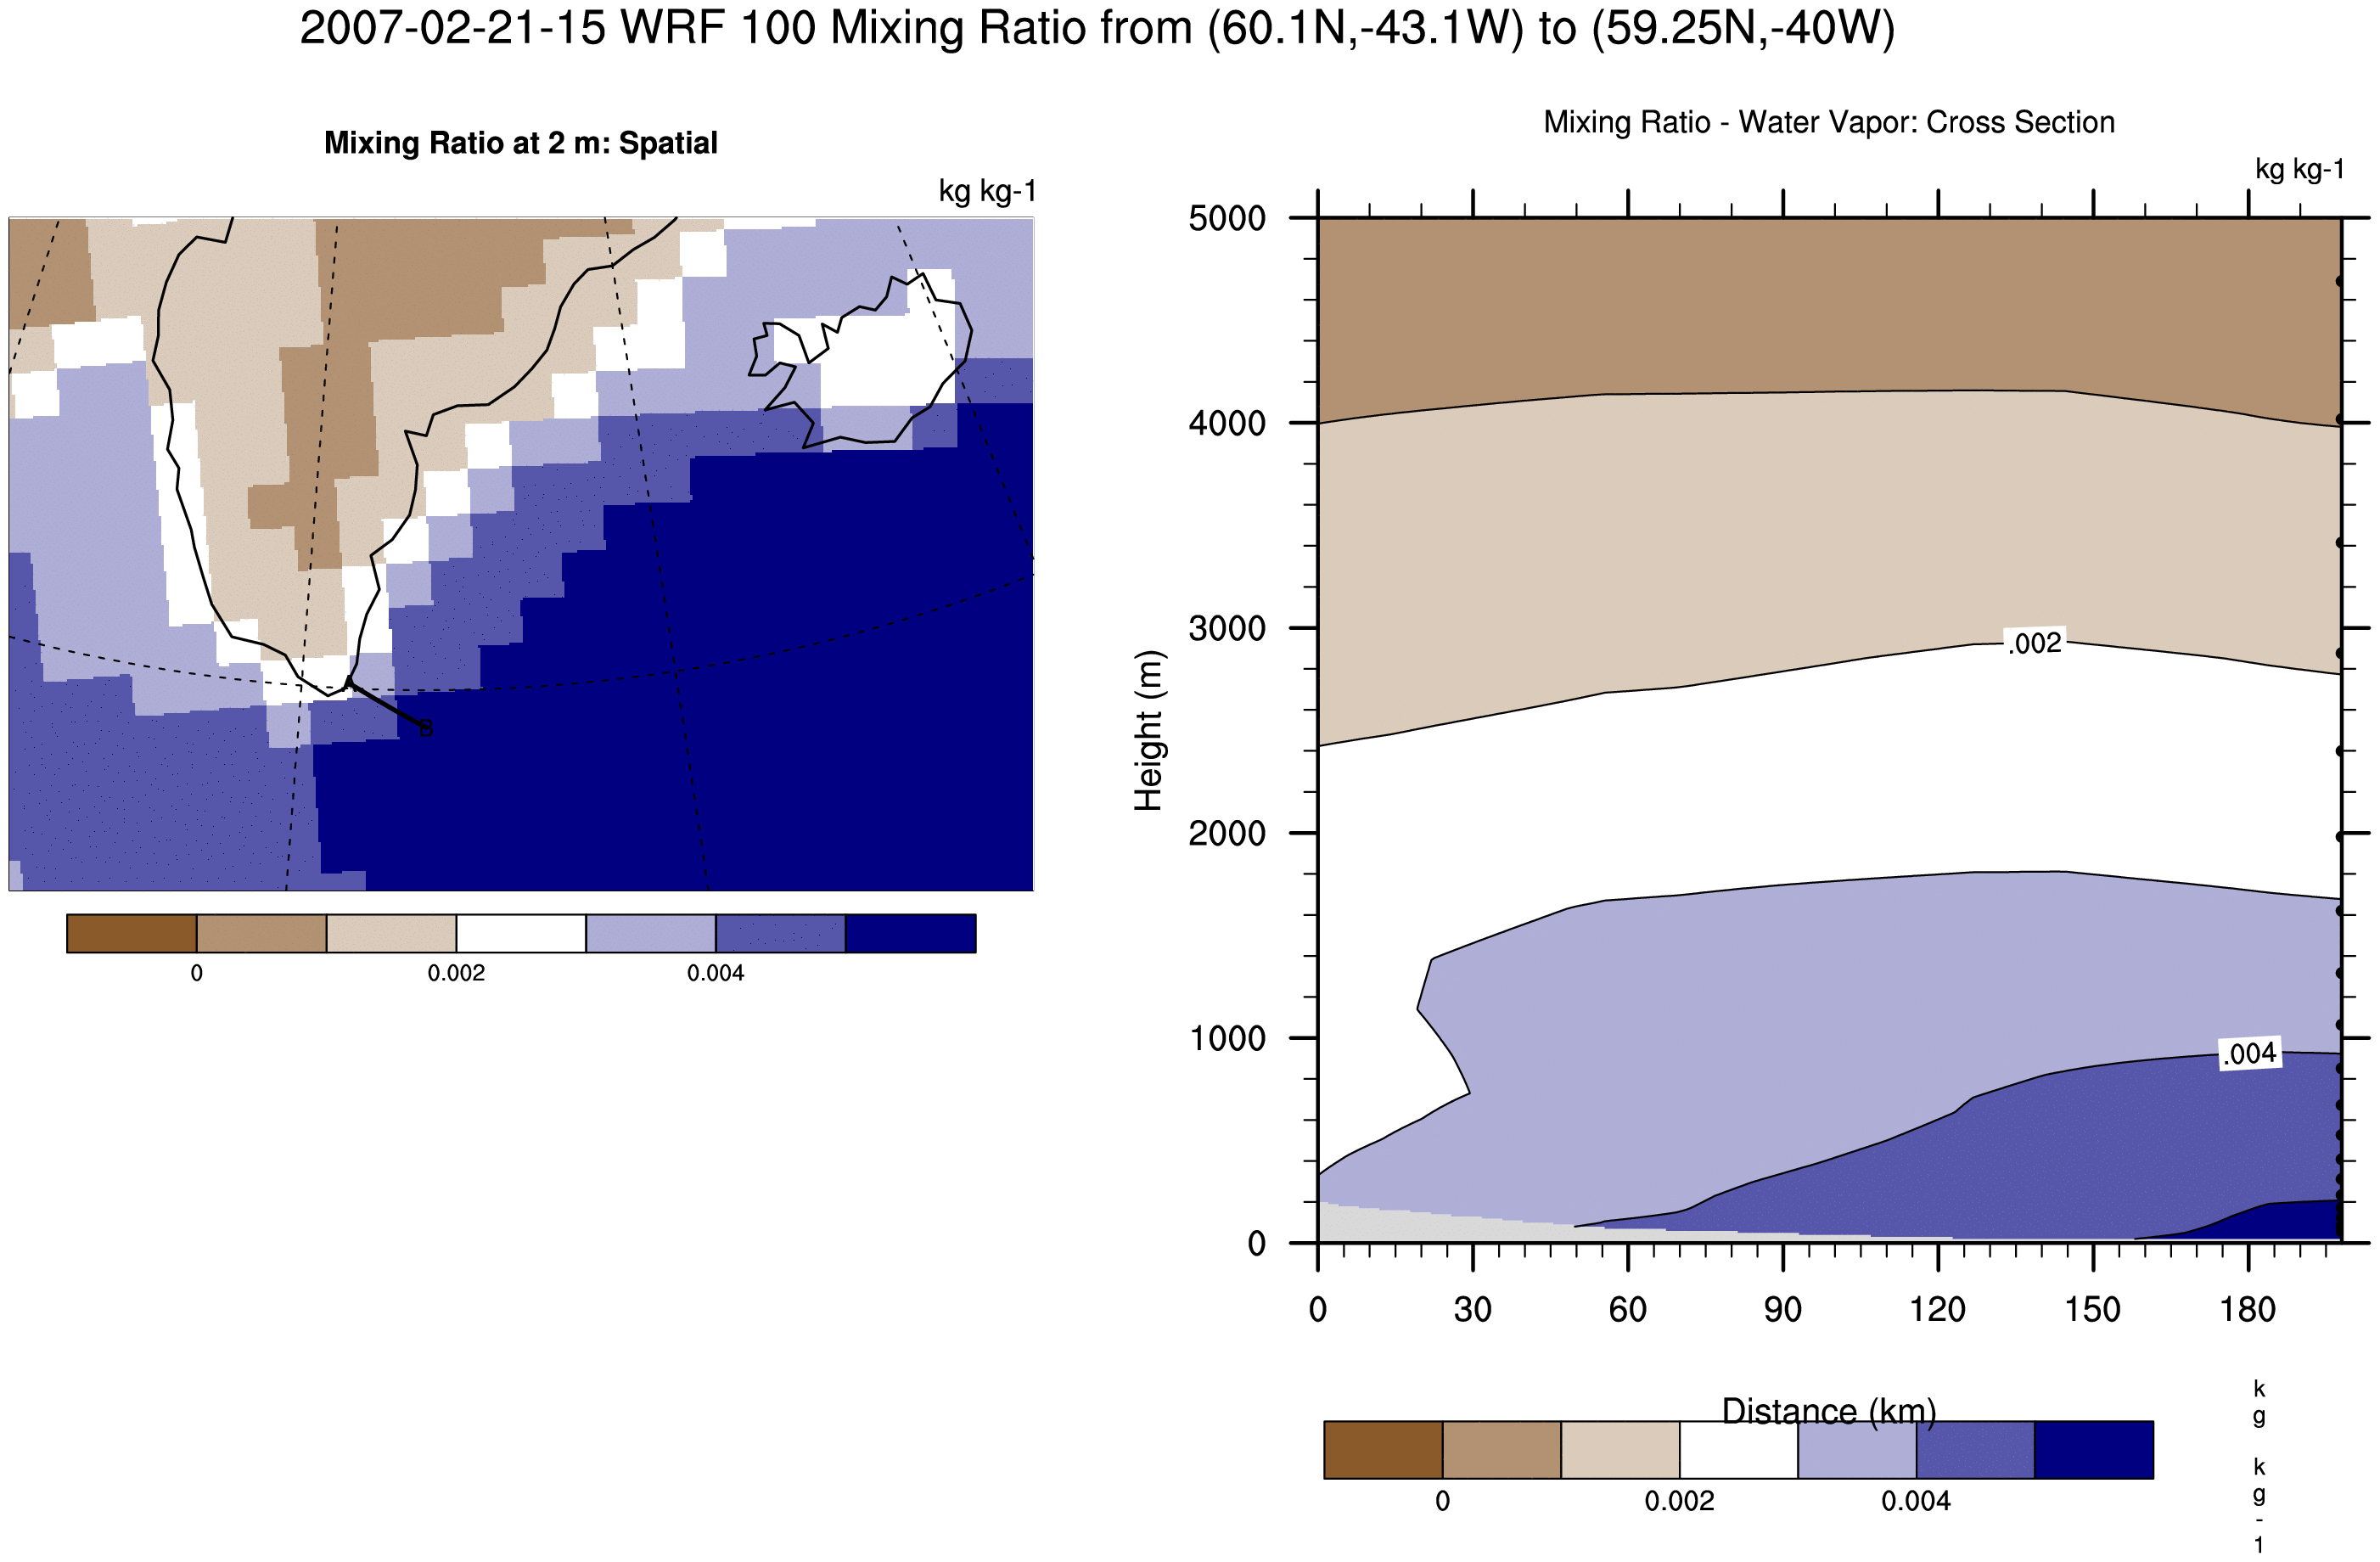 2007-02-21-15 WRF 100 Mixing Ratio from (60.1N,-43.1W) to (59.25N,-40W)
Mixing Ratio at 2 m: Spatial
kg kg-1
A
B
0 0.002 0.004
Mixing Ratio - Water Vapor: Cross Section
kg kg-1
5000
4000
3000
2000
1000
0
Height (m)
.002
.004
0 30 60 90 120 150 180
Distance (km)
0 0.002 0.004
k
g
k
g
-
1